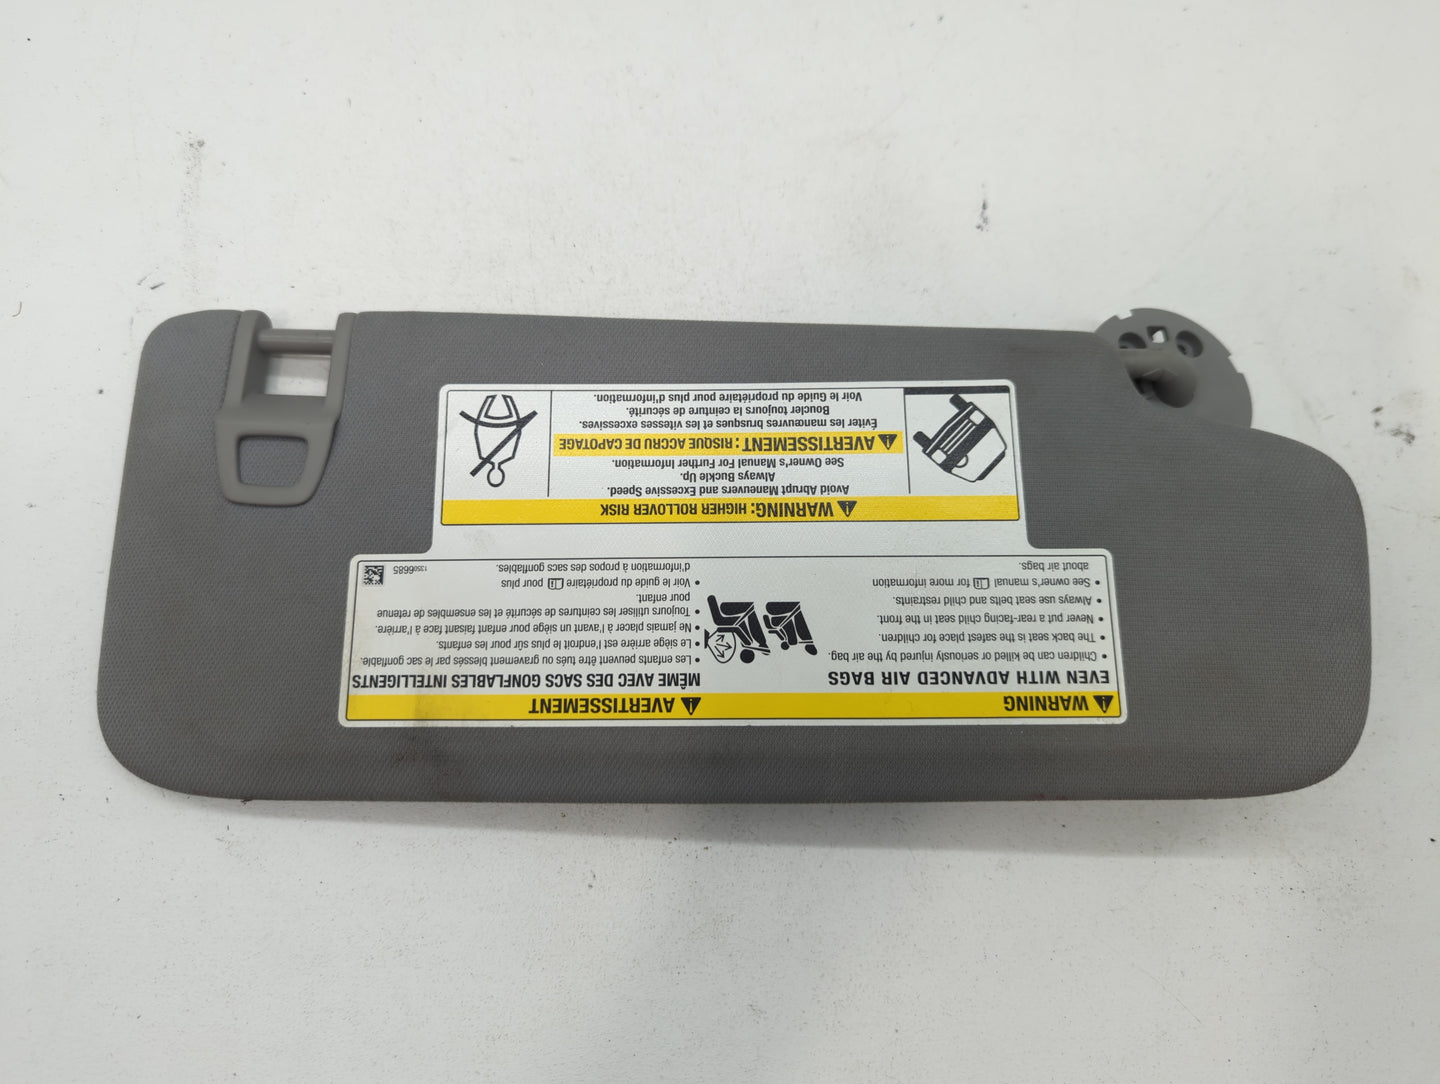 WARNING
EVEN WITH ADVANCED AIR BAGS
• Children can be killed or seriously injured by the air bag.
• The back seat is the safest place for children.
• Never put a rear-facing child seat in the front.
• Always use seat belts and child restraints.
• See owner's manual for more information
about air bags.
AVERTISSEMENT
MÊME AVEC DES SACS GONFLABLES INTELLIGENTS
• Les enfants peuvent être tués ou gravement blessés par le sac gonflable.
• Le siège arrière est l'endroit le plus sûr pour les enfants.
• Ne jamais placer à l'avant un siège pour enfant faisant face à l'arrière.
• Toujours utiliser les ceintures de sécurité et les ensembles de retenue
pour enfant.
• Voir le guide du propriétaire pour plus
d'information à propos des sacs gonflables.
13506685
WARNING: HIGHER ROLLOVER RISK
Avoid Abrupt Maneuvers and Excessive Speed.
Always Buckle Up.
See Owner's Manual For Further Information.
AVERTISSEMENT: RISQUE ACCRU DE CAPOTAGE
Éviter les manœuvres brusques et les vitesses excessives.
Boucler toujours la ceinture de sécurité.
Voir le Guide du propriétaire pour plus d'information.